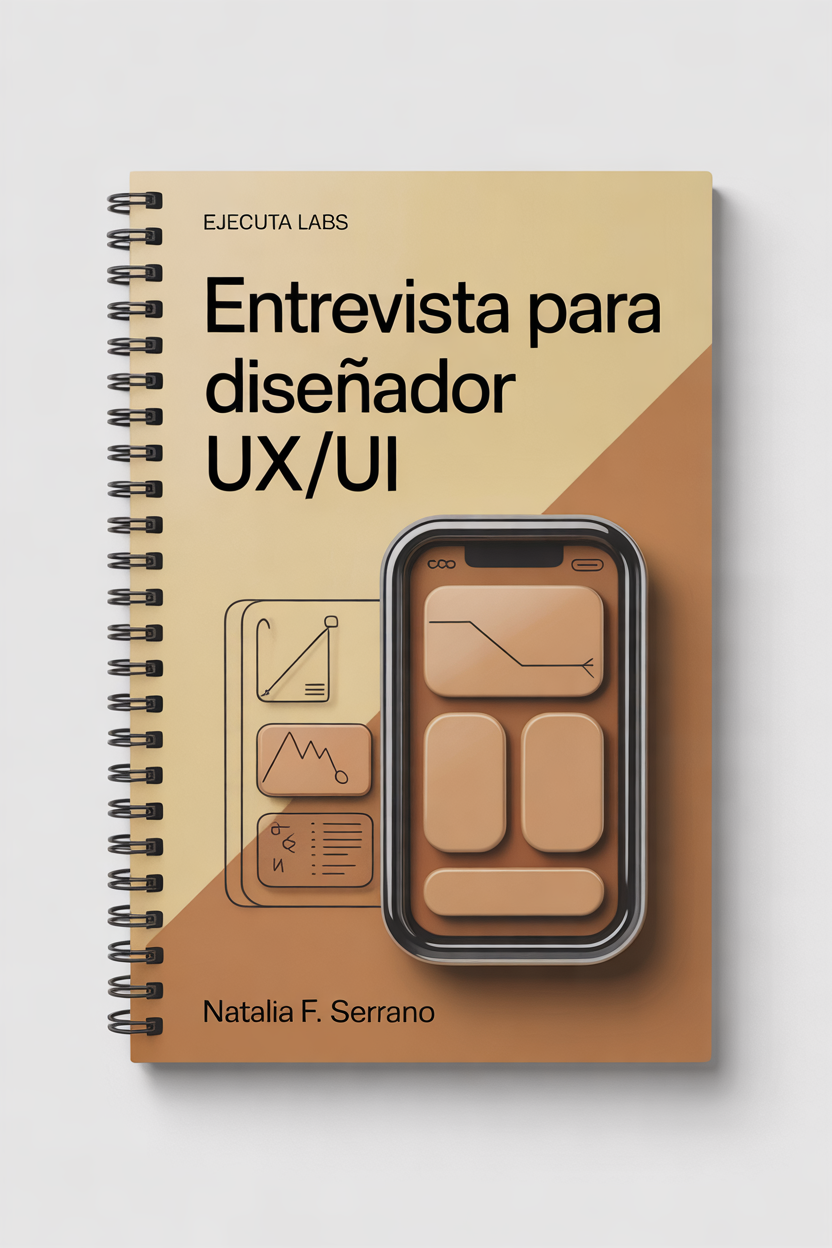 EJECUTA LABS
Entrevista para
diseñador
UX/UI
Natalia F. Serrano